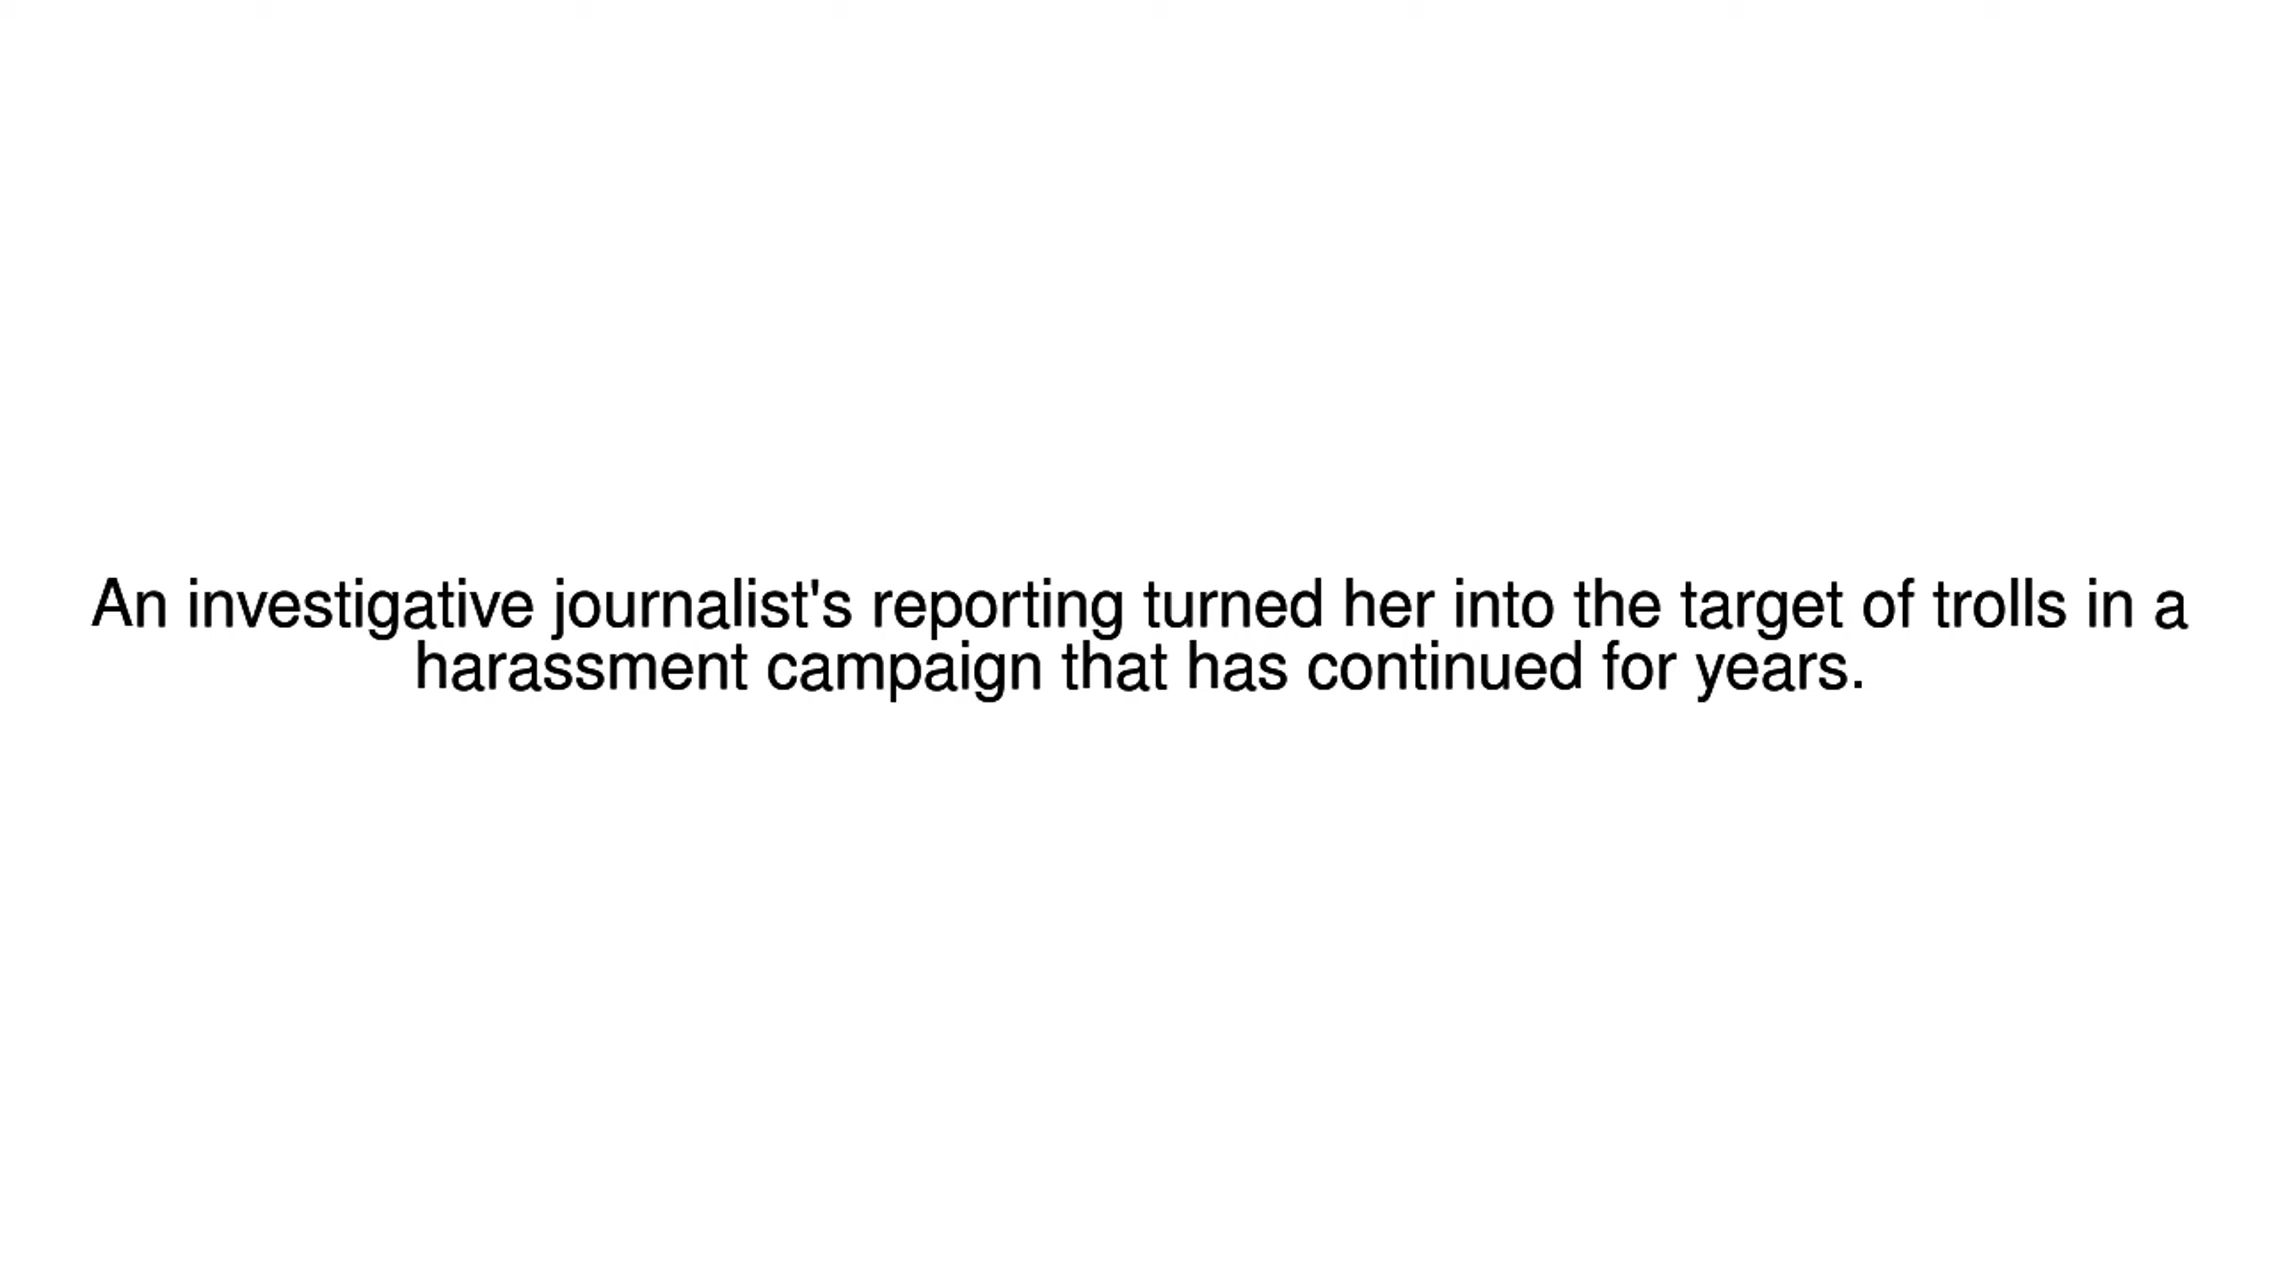 An investigative journalist's reporting turned her into the target of trolls in a
harassment campaign that has continued for years.